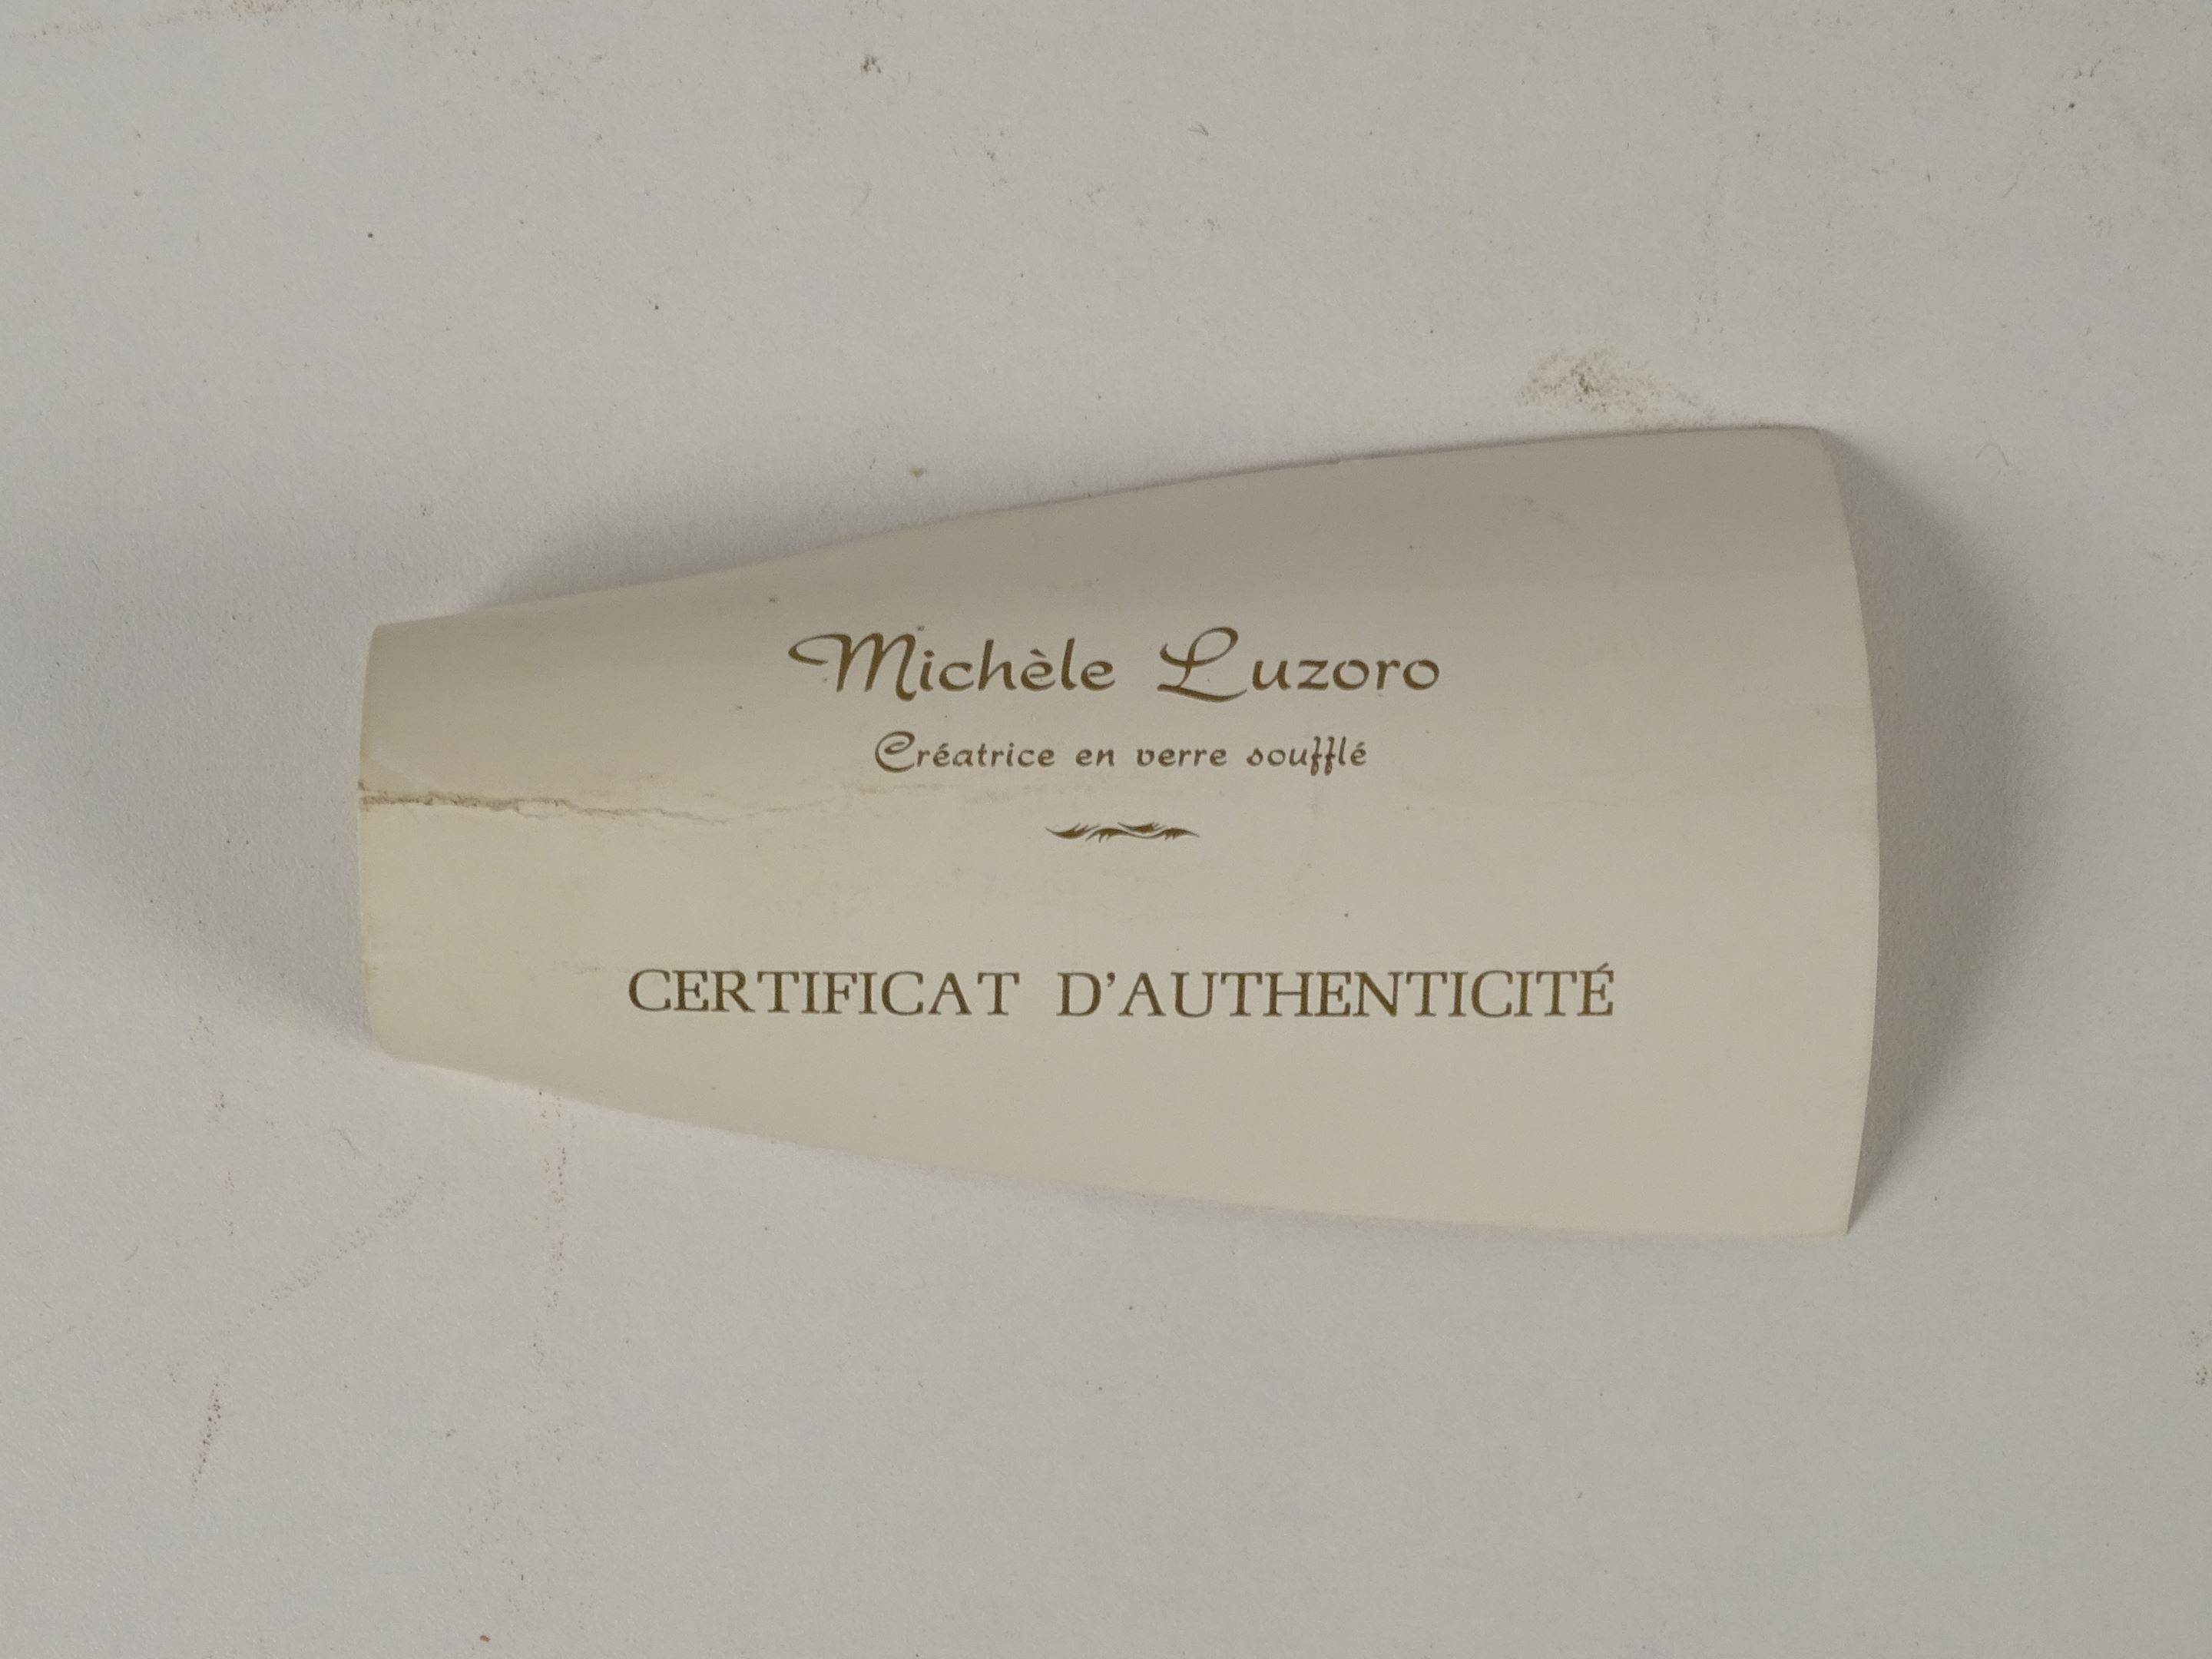 Michèle Luzoro
Créatrice en verre soufflé
CERTIFICAT D'AUTHENTICITÉ